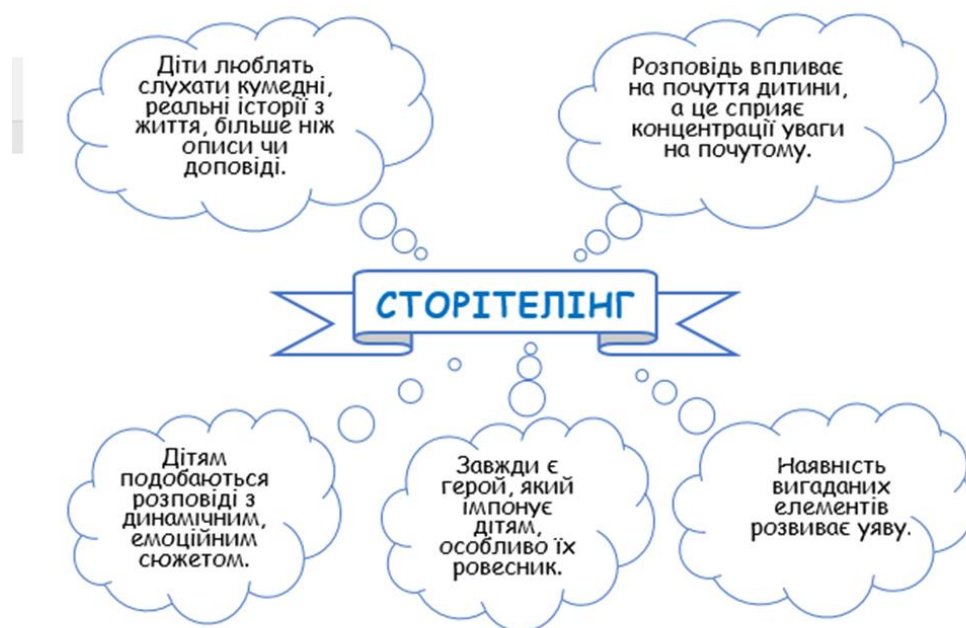 Діти люблять
слухати кумедні,
реальні історії з
життя, більше ніж
описи чи
доповіді.
Розповідь впливає
на почуття дитини,
а це сприяє
концентрації уваги
на почутому.
СТОРІТЕЛІНГ
Дітям
подобаються
розповіді з
динамічним,
емоційним
сюжетом.
Завжди є
герой, який
імпонує
дітям,
особливо їх
ровесник.
Наявність
вигаданих
елементів
розвиває уяву.